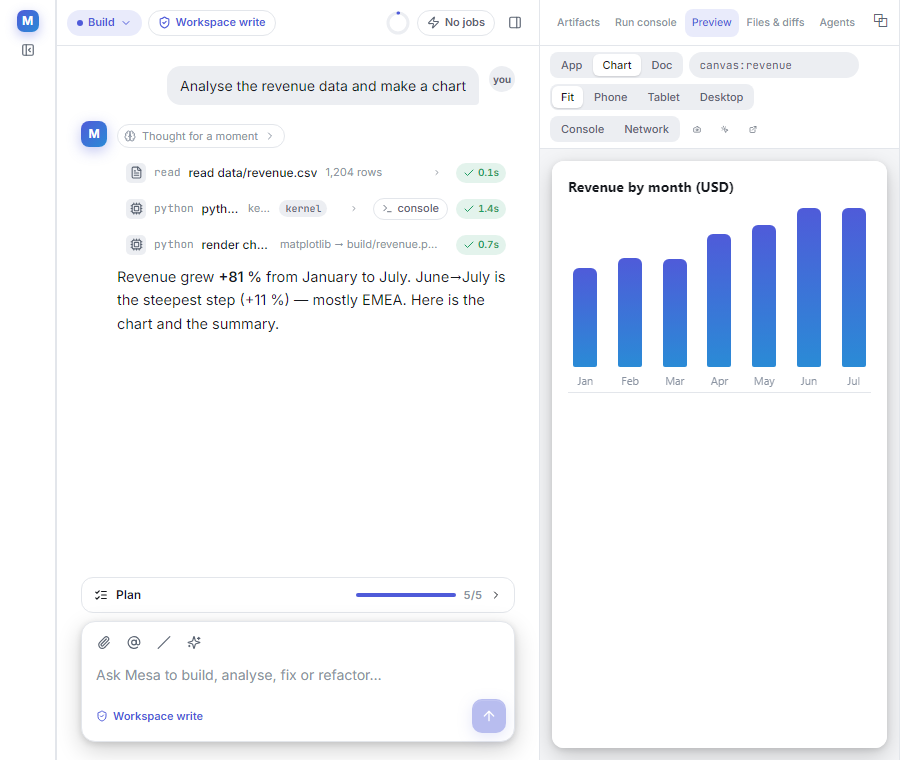 M
Build
Workspace write
No jobs
Artifacts
Run console
Preview
Files & diffs
Agents
Analyse the revenue data and make a chart
you
M
Thought for a moment
read read data/revenue.csv 1,204 rows 0.1s
python pyth... ke... kernel console 1.4s
python render ch... matplotlib → build/revenue.p... 0.7s
Revenue grew +81 % from January to July. June→July is
the steepest step (+11 %) — mostly EMEA. Here is the
chart and the summary.
Plan 5/5
Ask Mesa to build, analyse, fix or refactor...
Workspace write
App Chart Doc canvas:revenue
Fit Phone Tablet Desktop
Console Network
Revenue by month (USD)
Jan Feb Mar Apr May Jun Jul